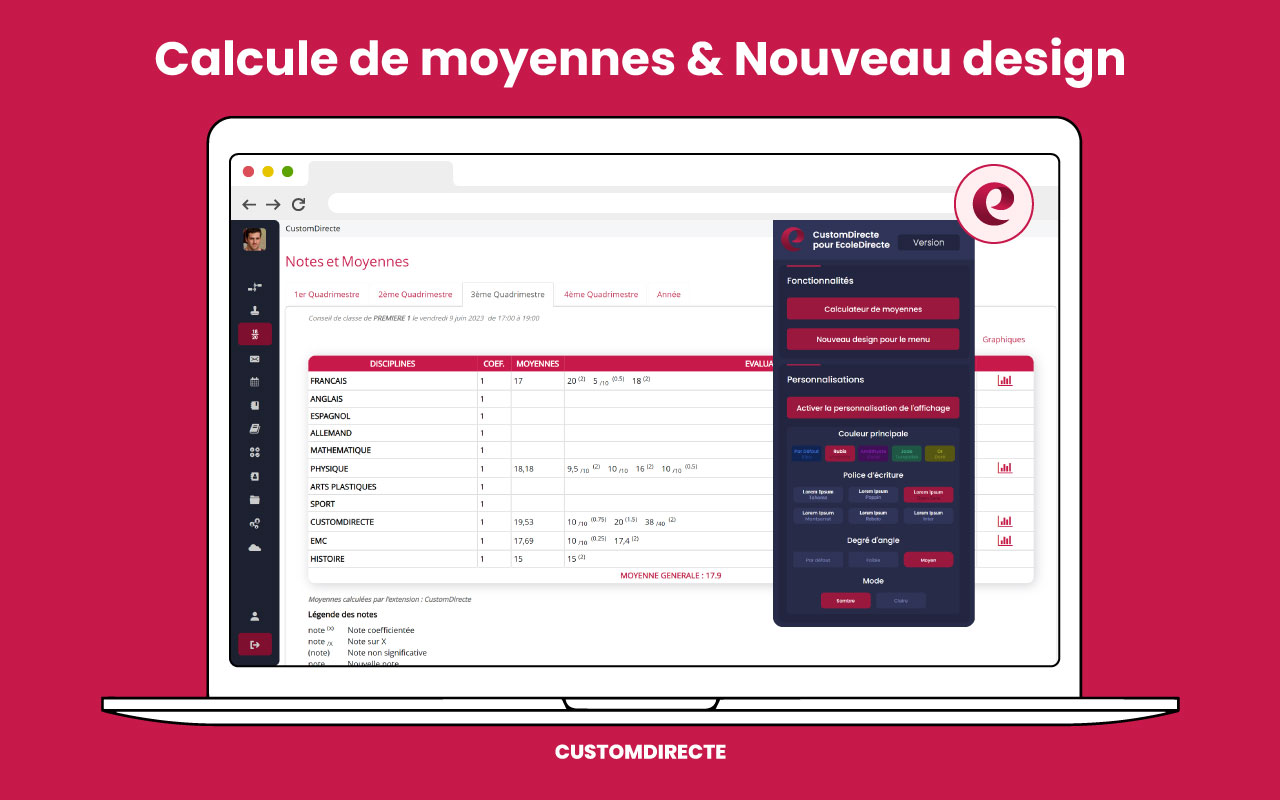 Calcule de moyennes & Nouveau design
CustomDirecte
Notes et Moyennes
1er Quadrimestre 2ème Quadrimestre 3ème Quadrimestre 4ème Quadrimestre Année
Conseil de classe de PREMIERE 1 le vendredi 9 juin 2023 de 17:00 à 19:00
Graphiques
DISCIPLINES COEF. MOYENNES EVALUA
FRANCAIS 1 17 20 (2) 5 /10 (0.5) 18 (2)
ANGLAIS 1
ESPAGNOL 1
ALLEMAND 1
MATHEMATIQUE 1
PHYSIQUE 1 18,18 9,5 /10 (2) 10 /10 16 (2) 10 /10 (0.5)
ARTS PLASTIQUES 1
SPORT 1
CUSTOMDIRECTE 1 19,53 10 /10 (0.75) 20 (1.5) 38 /40 (2)
EMC 1 17,69 10 /10 (0.25) 17,4 (2)
HISTOIRE 1 15 15 (2)
MOYENNE GENERALE : 17.9
Moyennes calculées par l'extension : CustomDirecte
Légende des notes
note (X) Note coefficientée
note /X Note sur X
(note) Note non significative
note Nouvelle note
CustomDirecte
pour EcoleDirecte
Version
Fonctionnalités
Calculateur de moyennes
Nouveau design pour le menu
Personnalisations
Activer la personnalisation de l'affichage
Couleur principale
Par Défaut Rubis Améthyste Jade Or
Police d'écriture
Lorem Ipsum Lorem Ipsum Lorem Ipsum
Tahoma Poppin
Lorem Ipsum Lorem Ipsum Lorem Ipsum
Montserrat Roboto Inter
Degré d'angle
Par défaut Faible Moyen
Mode
Sombre Claire
CUSTOMDIRECTE